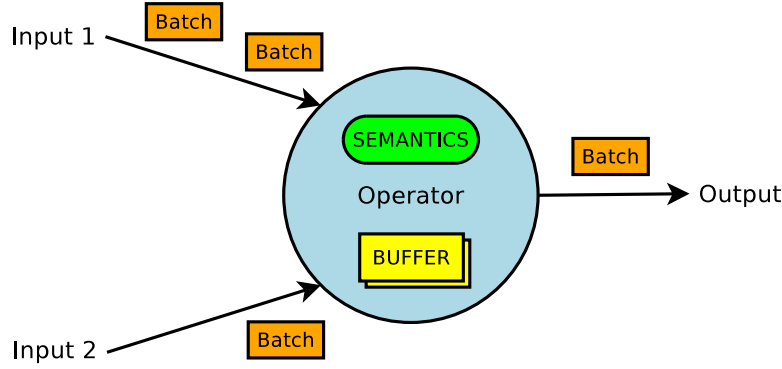 Batch
Input 1
Batch
SEMANTICS
Batch
Operator
Output
BUFFER
Batch
Input 2